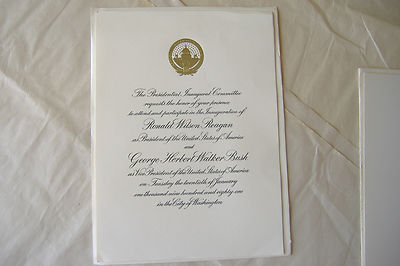 The Presidential Inaugural Committee
requests the honor of your presence
to attend and participate in the Inauguration of
Ronald Wilson Reagan
as President of the United States of America
and
George Herbert Walker Bush
as Vice President of the United States of America
on Tuesday the twentieth of January
one thousand nine hundred and eighty one
in the City of Washington